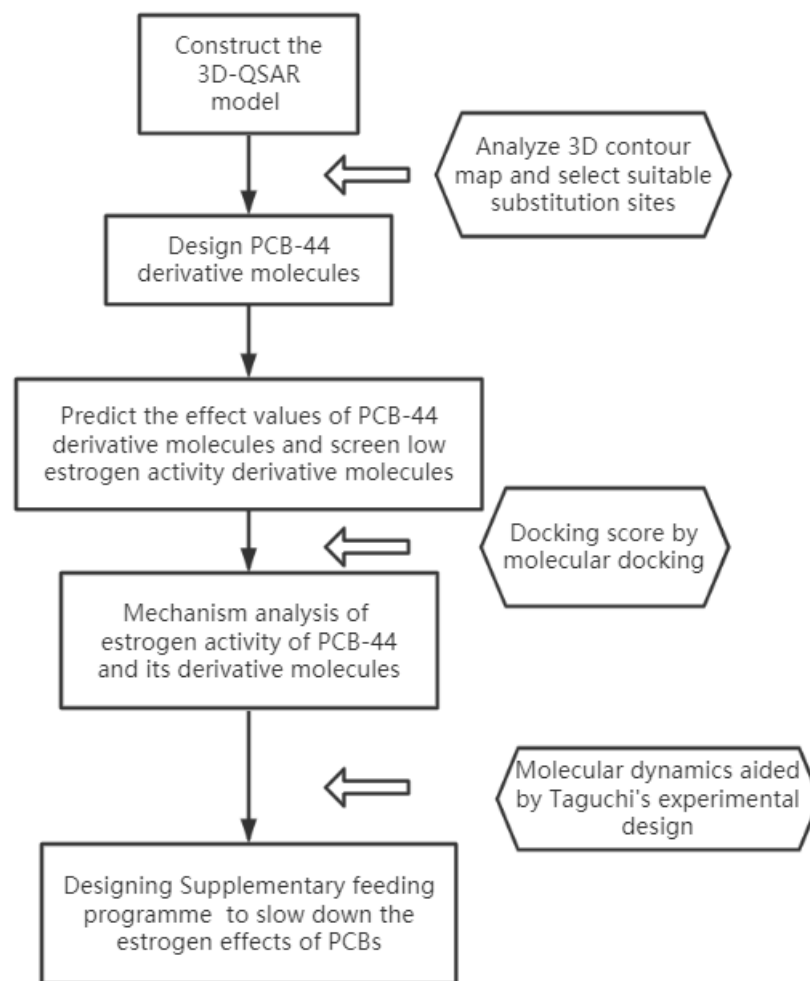 Construct the
3D-QSAR
model
Analyze 3D contour
map and select suitable
substitution sites
Design PCB-44
derivative molecules
Predict the effect values of PCB-44
derivative molecules and screen low
estrogen activity derivative molecules
Docking score by
molecular docking
Mechanism analysis of
estrogen activity of PCB-44
and its derivative molecules
Molecular dynamics aided
by Taguchi's experimental
design
Designing Supplementary feeding
programme to slow down the
estrogen effects of PCBs